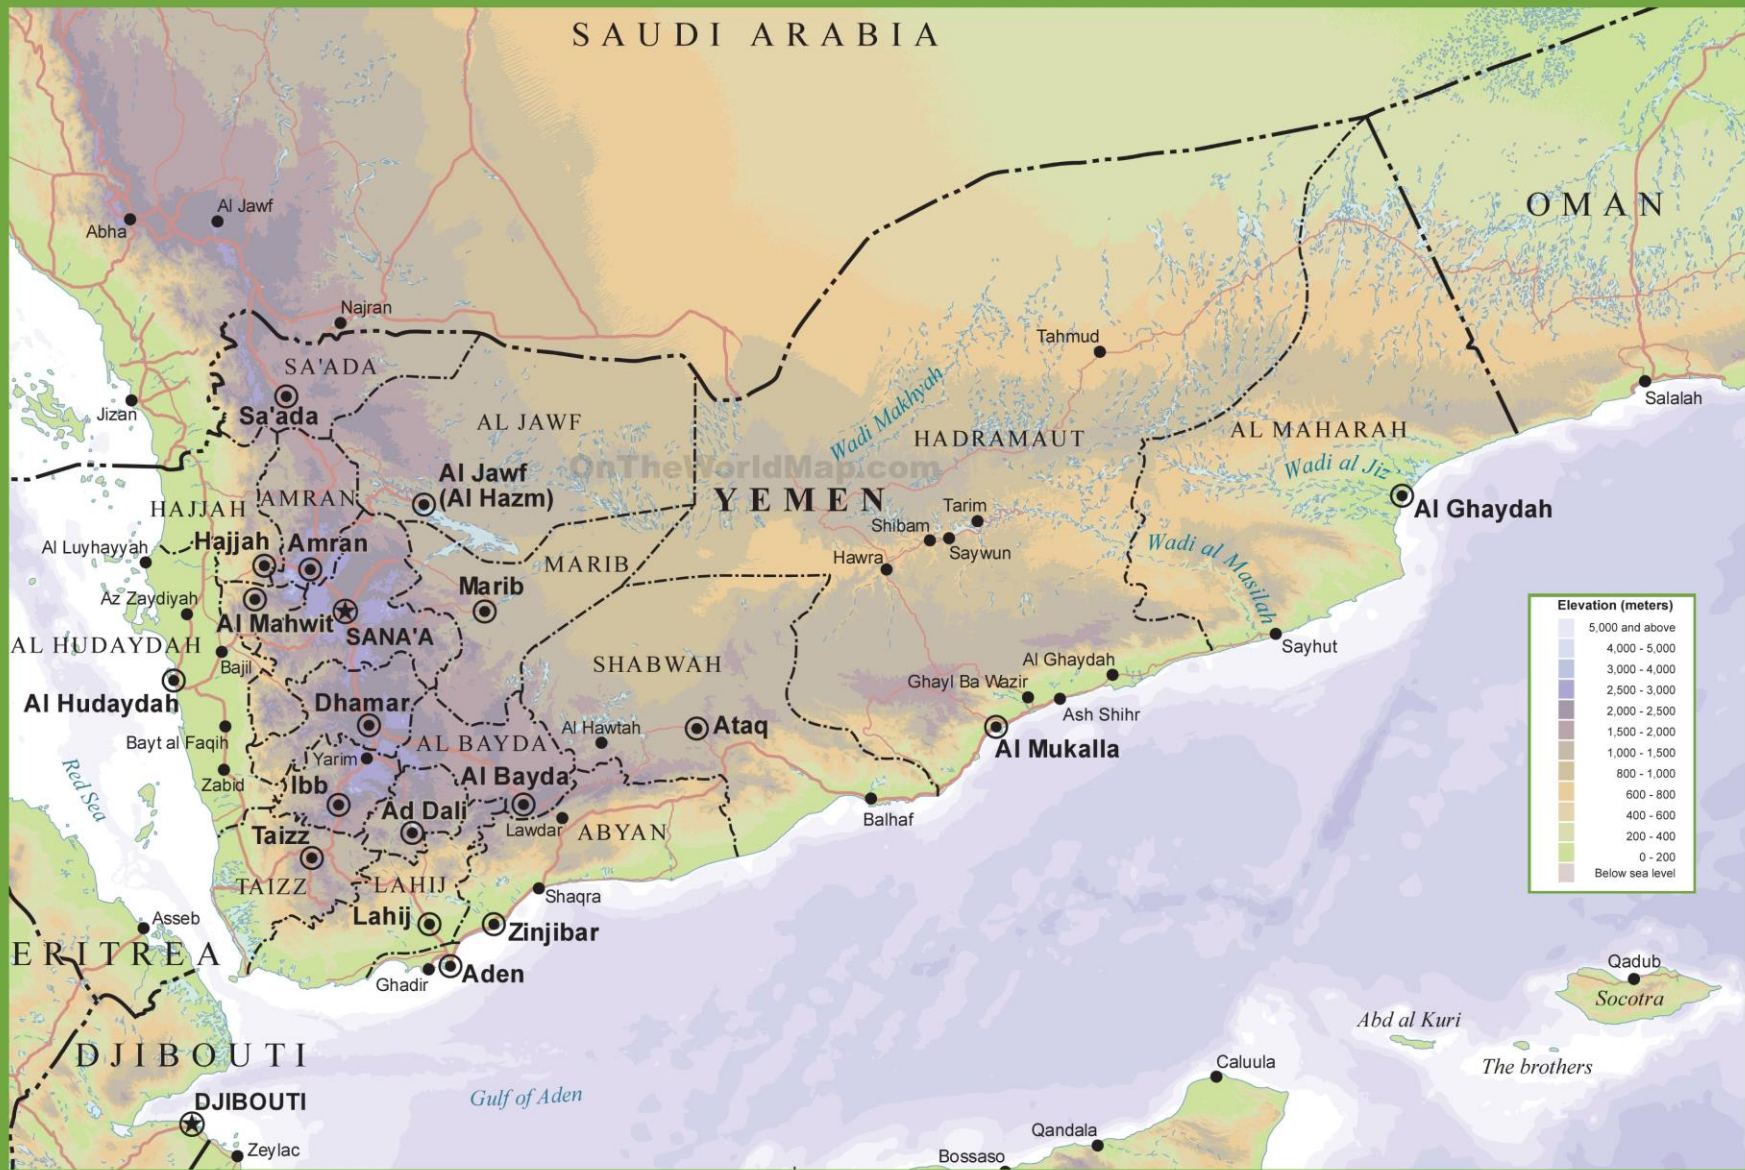 SAUDI ARABIA
OMAN
Al Jawf
Abha
Najran
Jizan
Salalah
Tahmud
SA'ADA
Sa'ada
AL JAWF
Al Jawf
(Al Hazm)
OnTheWorldMap.com
YEMEN
Wadi Makhyah
HADRAMAUT
AL MAHARAH
Wadi al Jiz
Al Ghaydah
HAJJAH
AMRAN
Hajjah
Amran
Al Luyhayyah
Tarim
Shibam
Saywun
Hawra
Wadi al Masilah
MARIB
Marib
Az Zaydiyah
Al Mahwit
SANA'A
AL HUDAYDAH
Bajil
Al Hudaydah
Sayhut
SHABWAH
Al Ghaydah
Ghayl Ba Wazir
Ash Shihr
Al Mukalla
Dhamar
AL BAYDA
Al Hawtah
Ataq
Bayt al Faqih
Yarim
Zabid
Ibb
Al Bayda
Ad Dali
Lawdar
ABYAN
Balhaf
Red Sea
Taizz
TAIZZ
LAHIJ
Shaqra
Lahij
Zinjibar
Asseb
ERITREA
Ghadir
Aden
Elevation (meters)
5,000 and above
4,000 - 5,000
3,000 - 4,000
2,500 - 3,000
2,000 - 2,500
1,500 - 2,000
1,000 - 1,500
800 - 1,000
600 - 800
400 - 600
200 - 400
0 - 200
Below sea level
Qadub
Socotra
Abd al Kuri
The brothers
DJIBOUTI
DJIBOUTI
Zeylac
Gulf of Aden
Caluula
Qandala
Bossaso